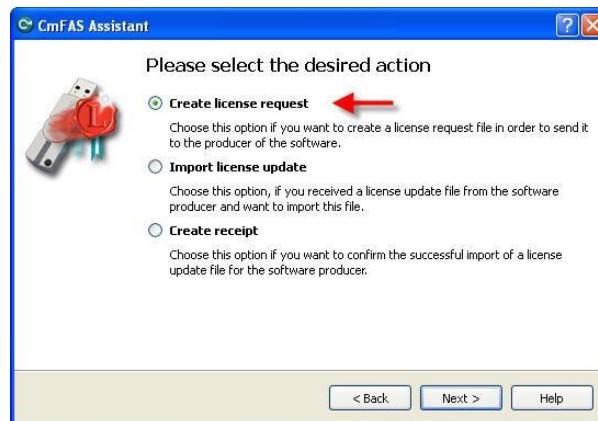 CmFAS Assistant
Please select the desired action
Create license request
Choose this option if you want to create a license request file in order to send it
to the producer of the software.
Import license update
Choose this option, if you received a license update file from the software
producer and want to import this file.
Create receipt
Choose this option if you want to confirm the successful import of a license
update file for the software producer.
< Back Next > Help